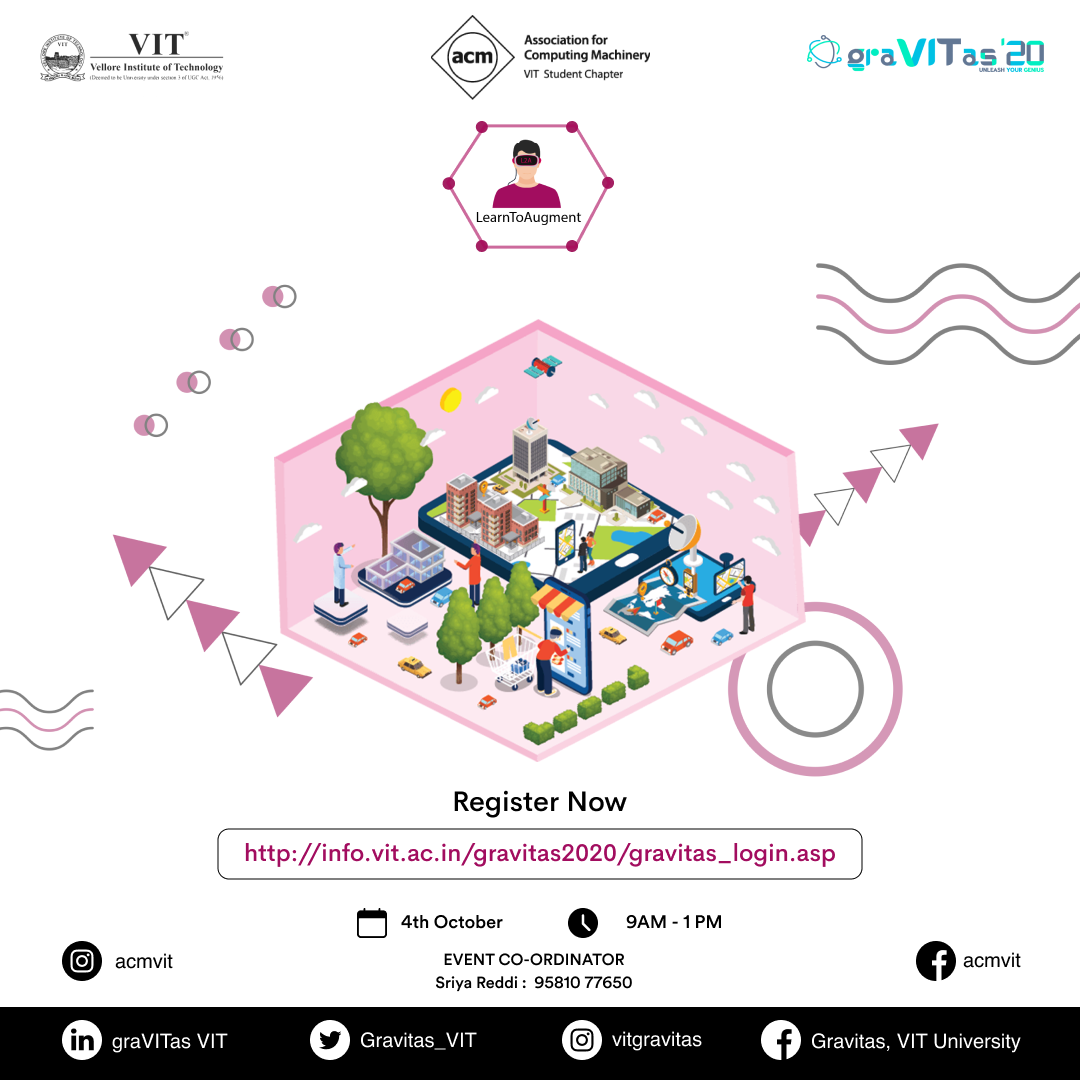 VIT
Vellore Institute of Technology
(Deemed to be University under section 3 of UGC Act, 1956)
acm
Association for
Computing Machinery
VIT Student Chapter
graVITas'20
UNLEASH YOUR GENIUS
L2A
LearnToAugment
Register Now
http://info.vit.ac.in/gravitas2020/gravitas_login.asp
4th October
9AM - 1 PM
EVENT CO-ORDINATOR
Sriya Reddi : 95810 77650
acmvit
acmvit
graVITas VIT
Gravitas_VIT
vitgravitas
Gravitas, VIT University